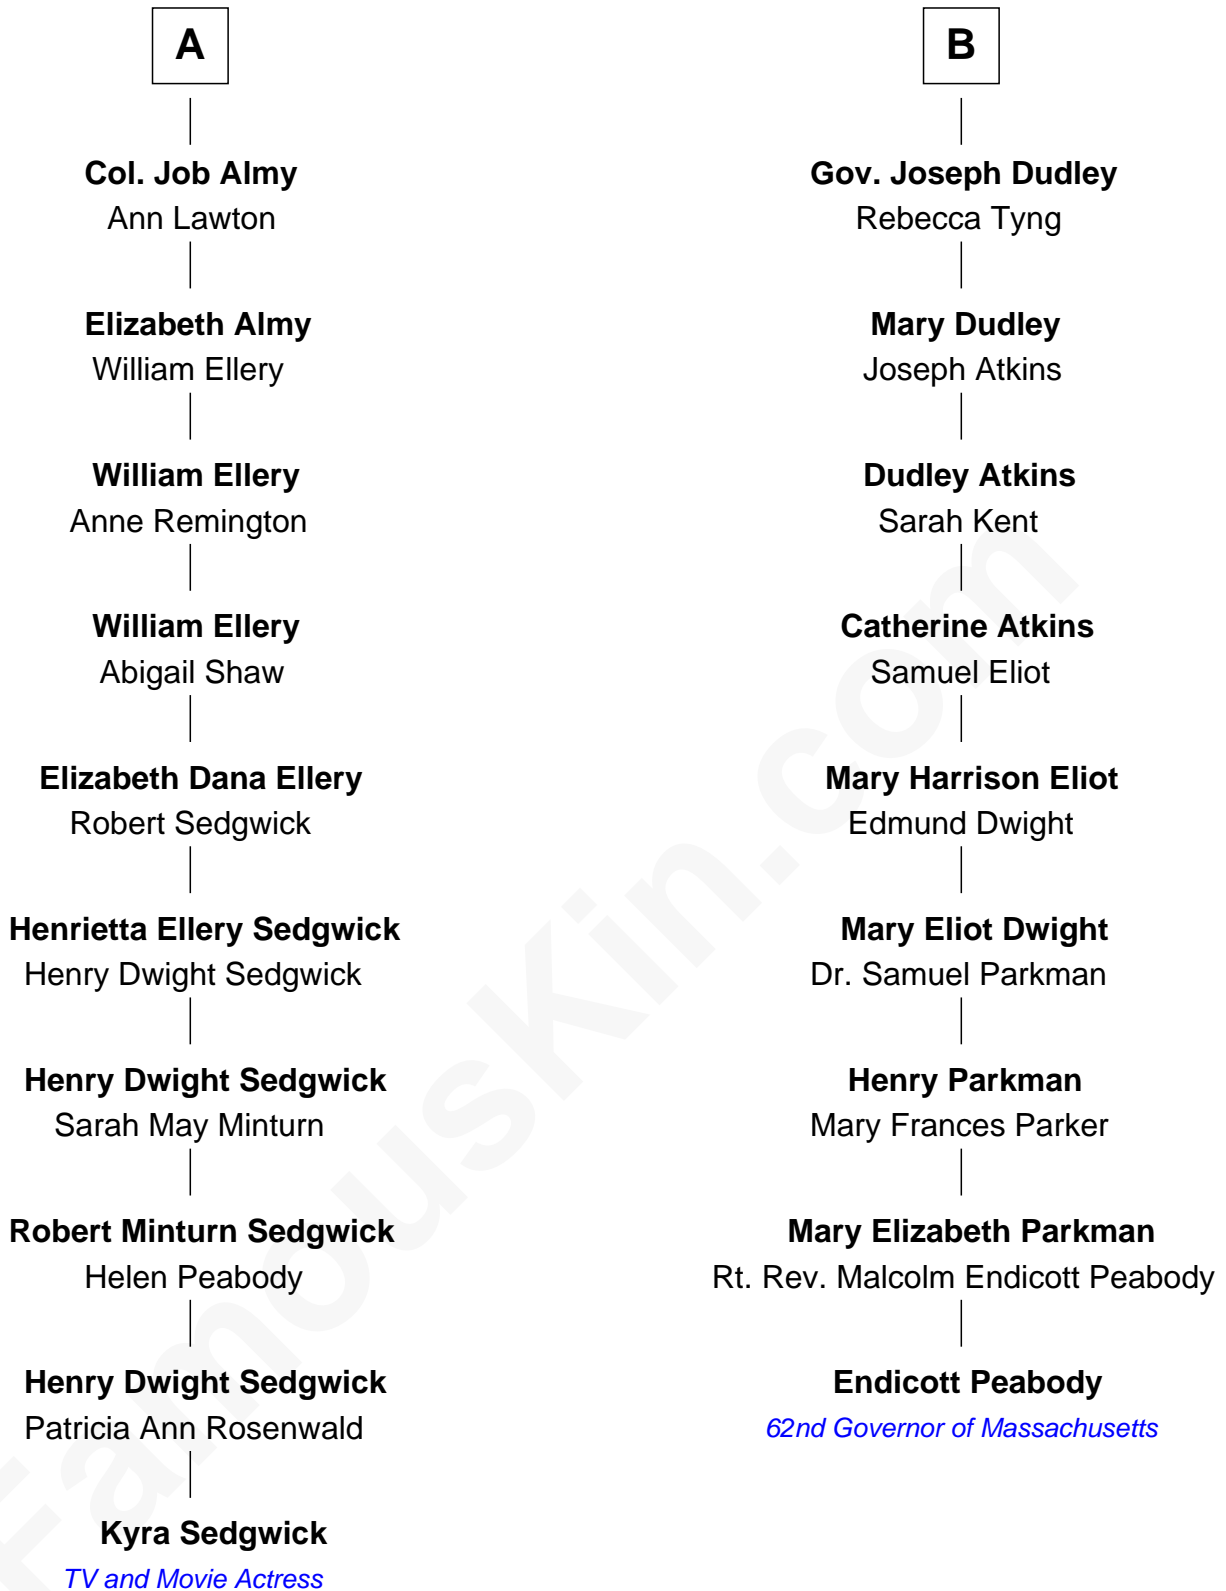 A
Col. Job Almy
Ann Lawton
Elizabeth Almy
William Ellery
William Ellery
Anne Remington
William Ellery
Abigail Shaw
Elizabeth Dana Ellery
Robert Sedgwick
Henrietta Ellery Sedgwick
Henry Dwight Sedgwick
Henry Dwight Sedgwick
Sarah May Minturn
Robert Minturn Sedgwick
Helen Peabody
Henry Dwight Sedgwick
Patricia Ann Rosenwald
Kyra Sedgwick
TV and Movie Actress
B
Gov. Joseph Dudley
Rebecca Tyng
Mary Dudley
Joseph Atkins
Dudley Atkins
Sarah Kent
Catherine Atkins
Samuel Eliot
Mary Harrison Eliot
Edmund Dwight
Mary Eliot Dwight
Dr. Samuel Parkman
Henry Parkman
Mary Frances Parker
Mary Elizabeth Parkman
Rt. Rev. Malcolm Endicott Peabody
Endicott Peabody
62nd Governor of Massachusetts
FamousKin.com